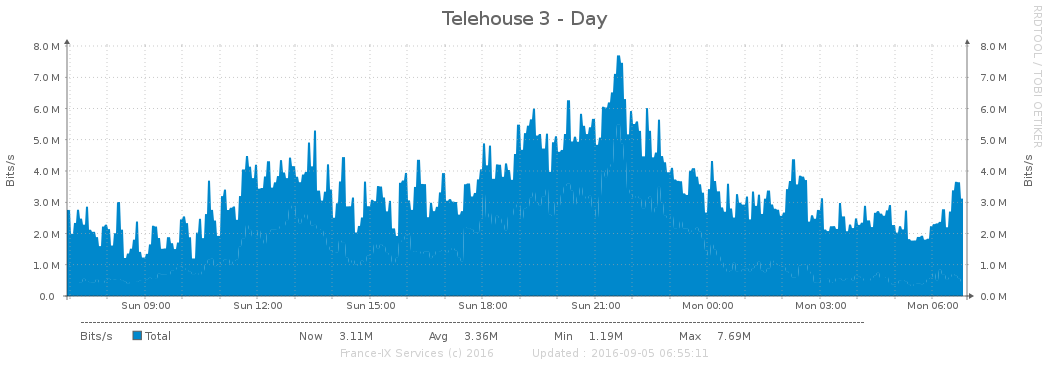 Telehouse 3 - Day
RRDTOOL / TOBI OETIKER
8.0 M 8.0 M
7.0 M 7.0 M
6.0 M 6.0 M
5.0 M 5.0 M
4.0 M 4.0 M
3.0 M 3.0 M
2.0 M 2.0 M
1.0 M 1.0 M
0.0 0.0 M
Bits/s Bits/s
Sun 09:00 Sun 12:00 Sun 15:00 Sun 18:00 Sun 21:00 Mon 00:00 Mon 03:00 Mon 06:00
Bits/s Total Now 3.11M Avg 3.36M Min 1.19M Max 7.69M
France-IX Services (c) 2016 Updated : 2016-09-05 06:55:11